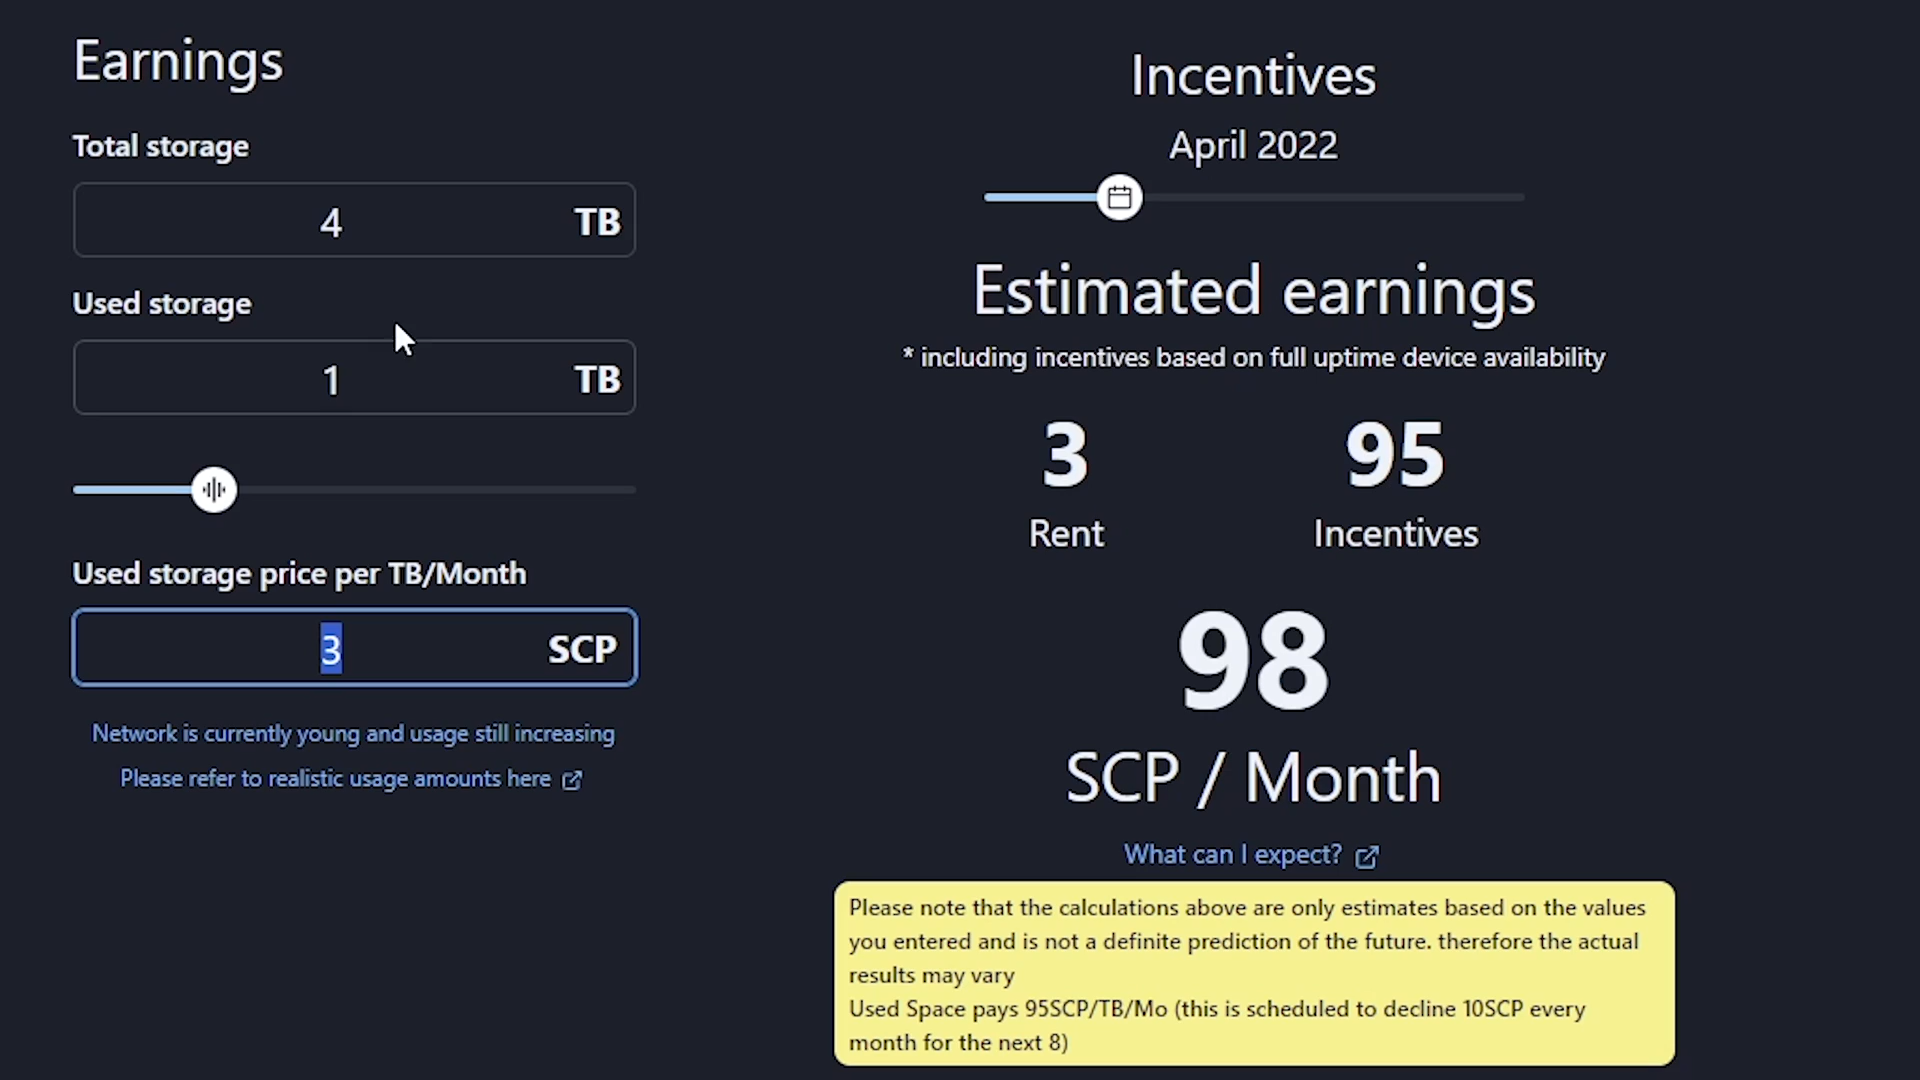 Earnings
Total storage
4 TB
Used storage
1 TB
Used storage price per TB/Month
3 SCP
Network is currently young and usage still increasing
Please refer to realistic usage amounts here
Incentives
April 2022
Estimated earnings
* including incentives based on full uptime device availability
3 95
Rent Incentives
98
SCP / Month
What can I expect?
Please note that the calculations above are only estimates based on the values
you entered and is not a definite prediction of the future. therefore the actual
results may vary
Used Space pays 95SCP/TB/Mo (this is scheduled to decline 10SCP every
month for the next 8)